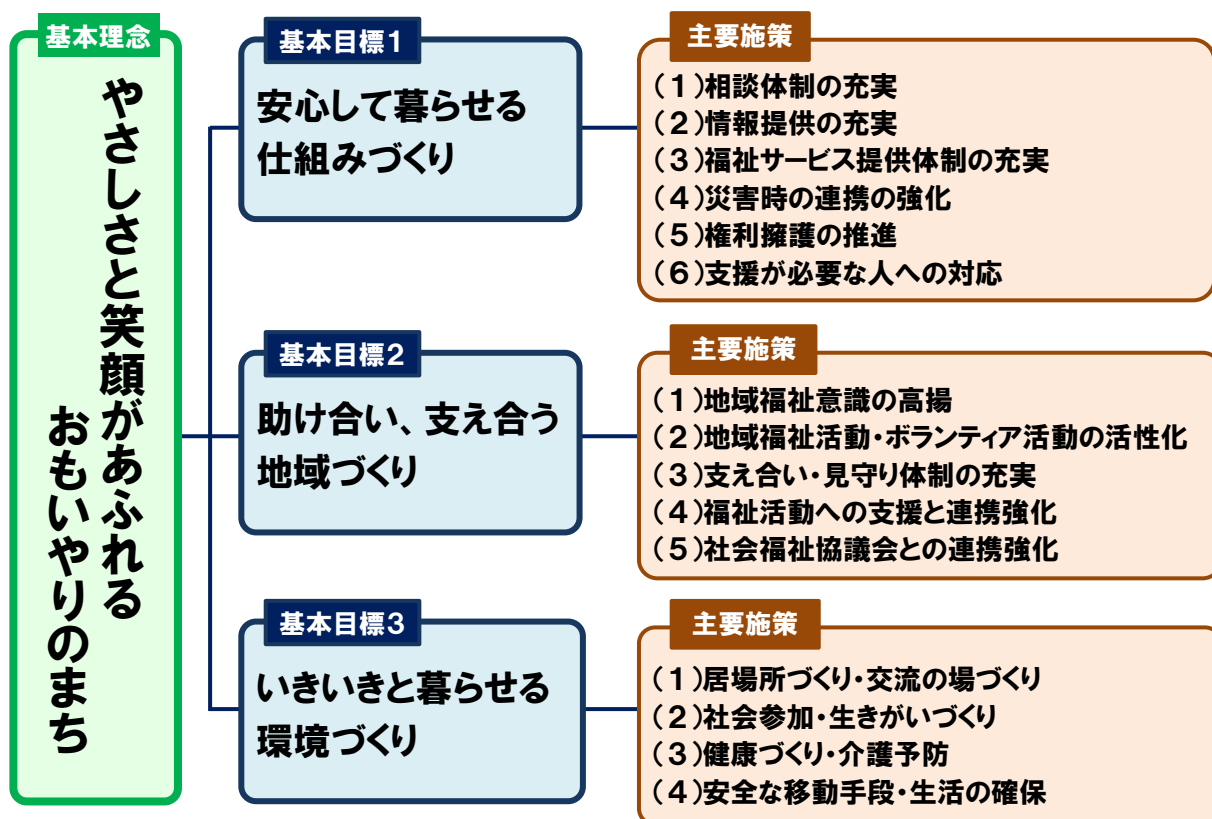 基本理念
やさしさと笑顔があふれる
おもいやりのまち
基本目標1
安心して暮らせる
仕組みづくり
主要施策
(1)相談体制の充実
(2)情報提供の充実
(3)福祉サービス提供体制の充実
(4)災害時の連携の強化
(5)権利擁護の推進
(6)支援が必要な人への対応
基本目標2
助け合い、支え合う
地域づくり
主要施策
(1)地域福祉意識の高揚
(2)地域福祉活動・ボランティア活動の活性化
(3)支え合い・見守り体制の充実
(4)福祉活動への支援と連携強化
(5)社会福祉協議会との連携強化
基本目標3
いきいきと暮らせる
環境づくり
主要施策
(1)居場所づくり・交流の場づくり
(2)社会参加・生きがいづくり
(3)健康づくり・介護予防
(4)安全な移動手段・生活の確保